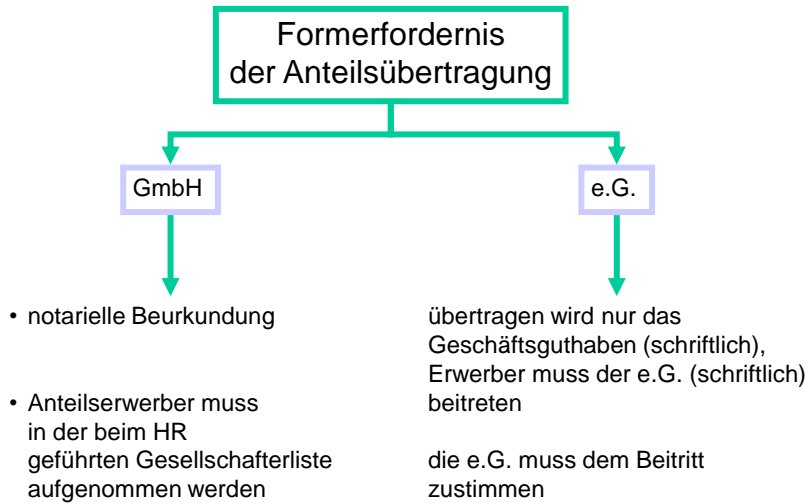 Formerfordernis
der Anteilsübertragung
GmbH
e.G.
• notarielle Beurkundung
• Anteilserwerber muss
in der beim HR
geführten Gesellschafterliste
aufgenommen werden
übertragen wird nur das
Geschäftsguthaben (schriftlich),
Erwerber muss der e.G. (schriftlich)
beitreten
die e.G. muss dem Beitritt
zustimmen